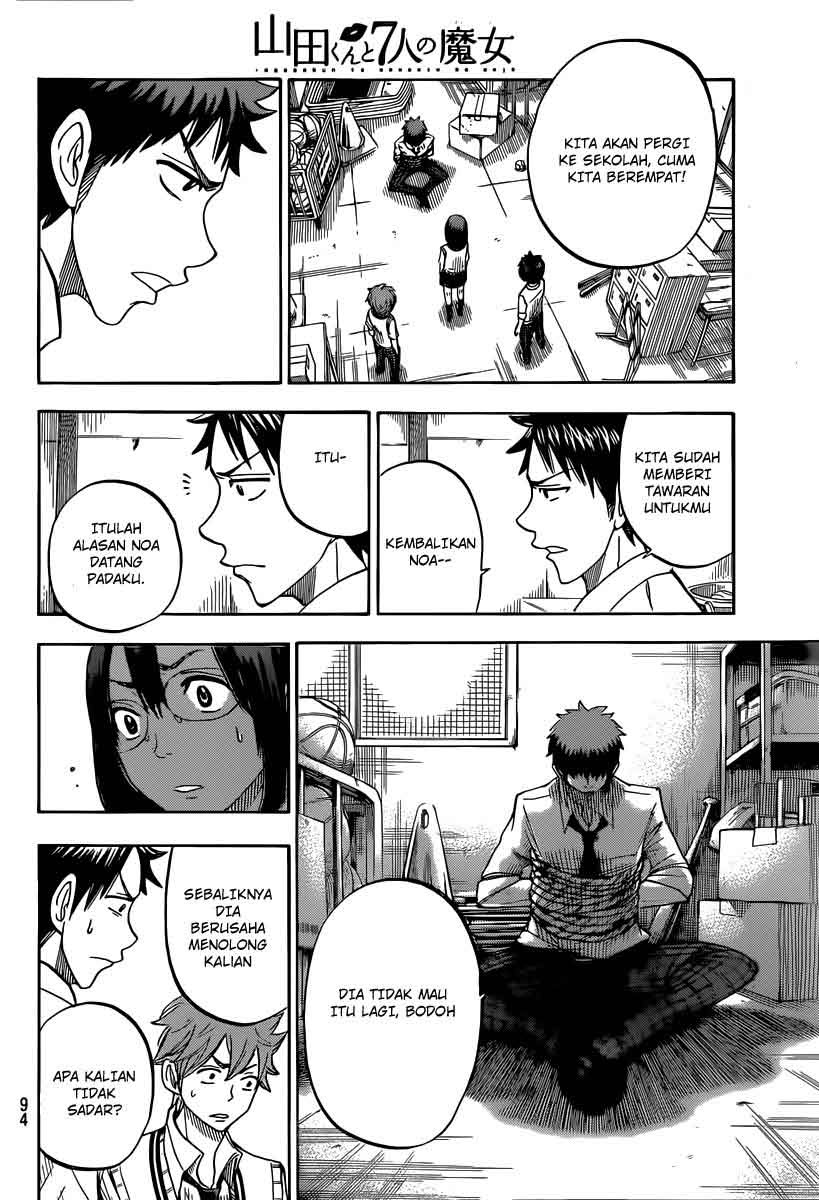 山田くんと7人の魔女
KITA AKAN PERGI
KE SEKOLAH, CUMA
KITA BEREMPAT!
KITA SUDAH
MEMBERI
TAWARAN
UNTUKMU
KEMBALIKAN
NOA--
ITU-
ITULAH
ALASAN NOA
DATANG
PADAKU.
DIA TIDAK MAU
ITU LAGI, BODOH
SEBALIKNYA
DIA
BERUSAHA
MENOLONG
KALIAN
APA KALIAN
TIDAK
SADAR?
94